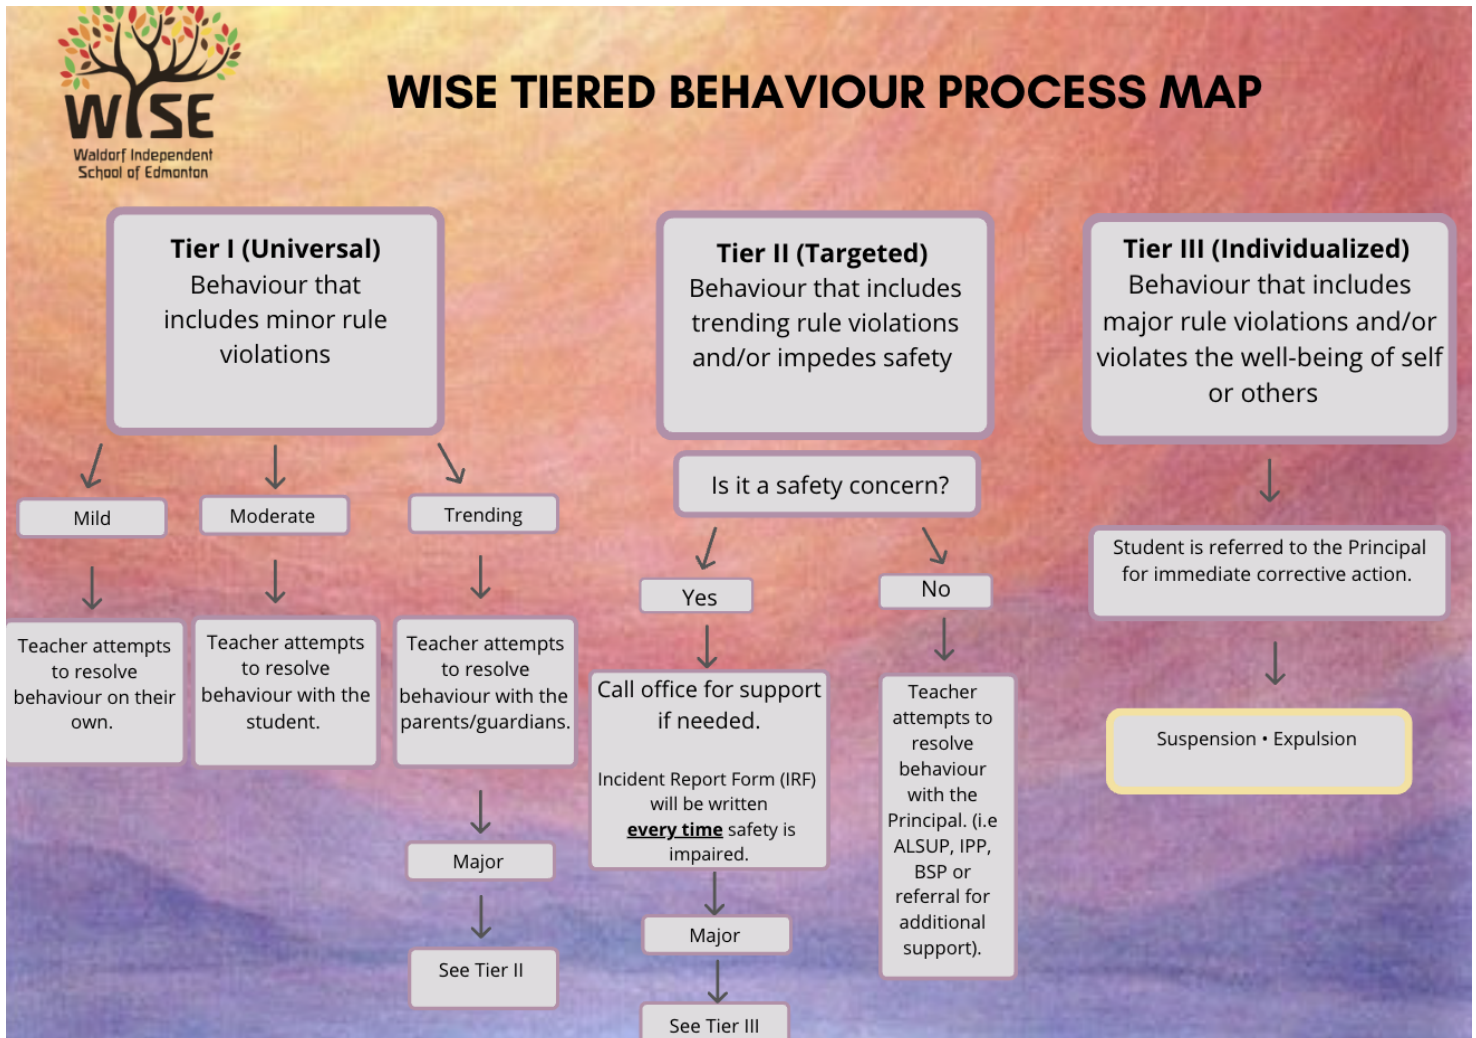 WISE
Waldorf Independent
School of Edmonton
WISE TIERED BEHAVIOUR PROCESS MAP
Tier I (Universal)
Behaviour that
includes minor rule
violations
Mild
Teacher attempts
to resolve
behaviour on their
own.
Moderate
Teacher attempts
to resolve
behaviour with the
student.
Trending
Teacher attempts
to resolve
behaviour with the
parents/guardians.
Major
See Tier II
Tier II (Targeted)
Behaviour that includes
trending rule violations
and/or impedes safety
Is it a safety concern?
Yes
Call office for support
if needed.
Incident Report Form (IRF)
will be written
every time safety is
impaired.
Major
See Tier III
No
Teacher
attempts to
resolve
behaviour
with the
Principal. (i.e
ALSUP, IPP,
BSP or
referral for
additional
support).
Tier III (Individualized)
Behaviour that includes
major rule violations and/or
violates the well-being of self
or others
Student is referred to the Principal
for immediate corrective action.
Suspension • Expulsion